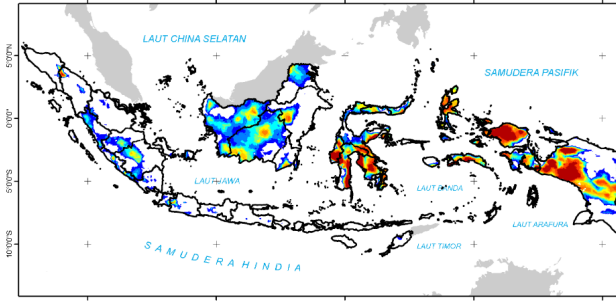 LAUT CHINA SELATAN
5°0'0"N
SAMUDERA PASIFIK
0°0'0"
LAUT JAWA
5°0'0"S
LAUT BANDA
LAUT ARAFURA
10°0'0"S
SAMUDERA HINDIA
LAUT TIMOR